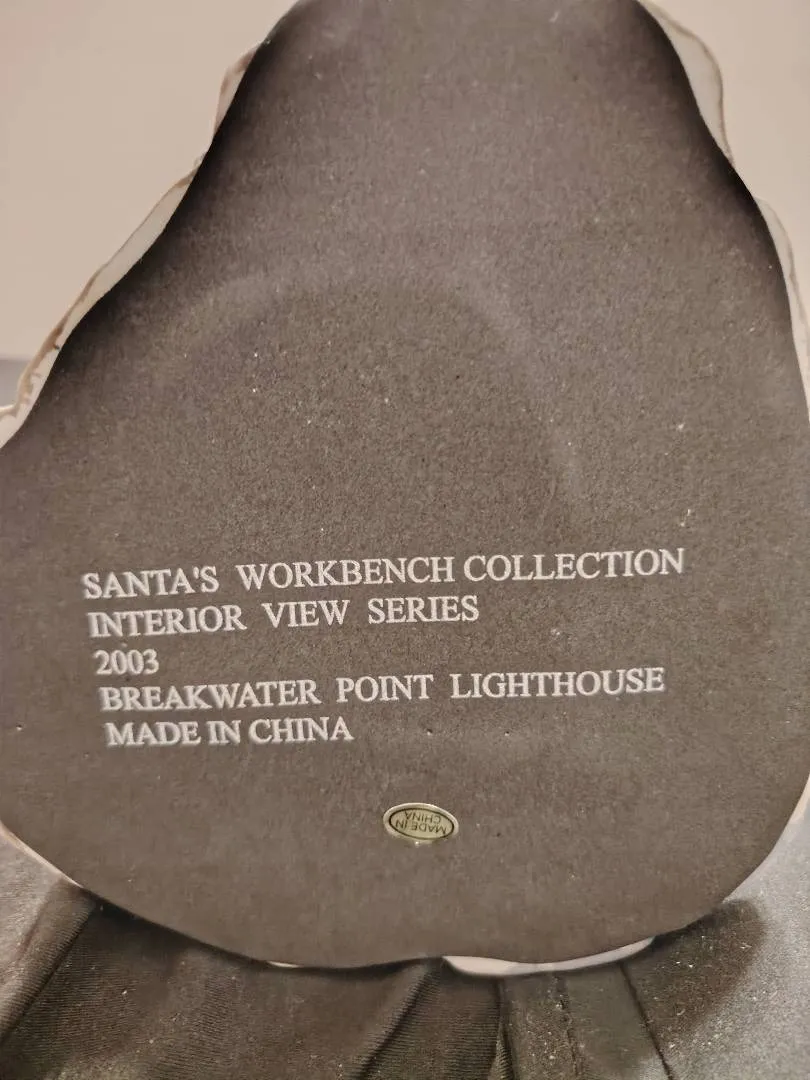 SANTA'S WORKBENCH COLLECTION
INTERIOR VIEW SERIES
2003
BREAKWATER POINT LIGHTHOUSE
MADE IN CHINA
MADE IN
CHINA